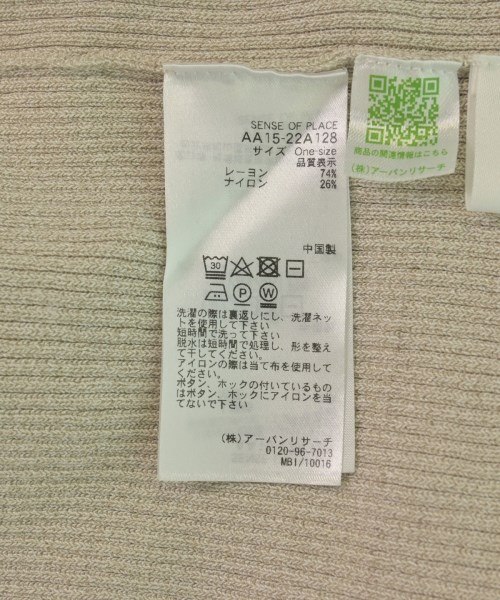 SENSE OF PLACE
AA15-22A128
サイズ One-size
品質表示
レーヨン 74%
ナイロン 26%
中国製
30
P
W
洗濯の際は裏返しにし、洗濯ネッ
トを使用して下さい
短時間で洗って下さい
脱水は短時間で処理し、形を整え
て干してください。
アイロンの際は当て布を使用して
ください。
ボタン、ホックの付いているもの
はボタン、ホックにアイロンを当
てないで下さい
(株)アーバンリサーチ
0120-96-7013
MBI/10016
商品の関連情報はこちら
(株)アーバンリサーチ